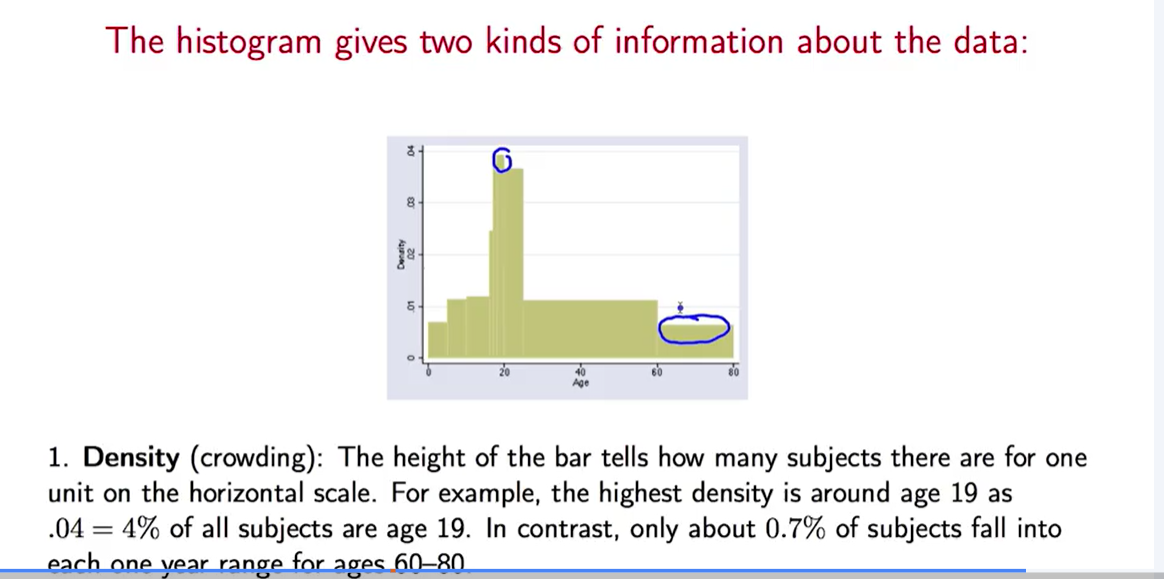 The histogram gives two kinds of information about the data:
.04
.03
.02
.01
0
Density
0 20 40 60 80
Age
1. Density (crowding): The height of the bar tells how many subjects there are for one
unit on the horizontal scale. For example, the highest density is around age 19 as
.04 = 4% of all subjects are age 19. In contrast, only about 0.7% of subjects fall into
each one year range for ages 60–80.